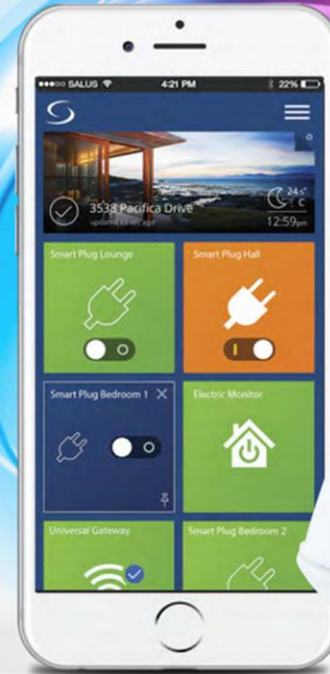 SALUS 4:21 PM 22%
3538 Pacifica Drive
24.5° C
12:59pm
Smart Plug Lounge
Smart Plug Hall
Smart Plug Bedroom 1
Electric Monitor
Universal Gateway
Smart Plug Bedroom 2